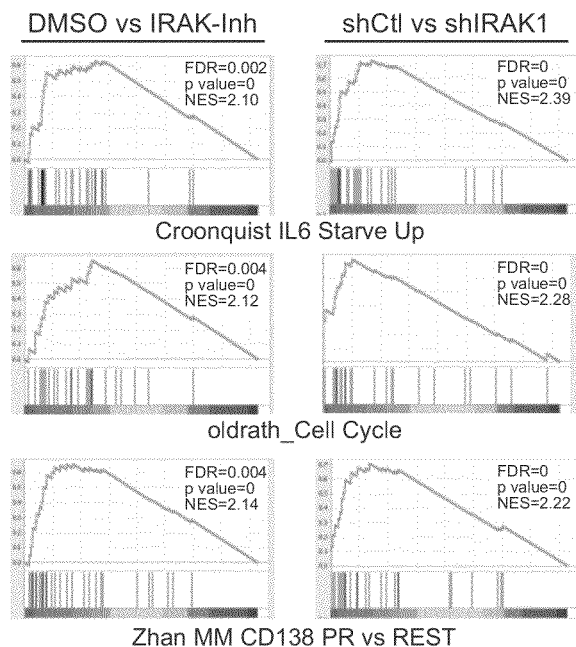 DMSO vs IRAK-Inh
shCtl vs shIRAK1
FDR=0.002
p value=0
NES=2.10
FDR=0
p value=0
NES=2.39
Croonquist IL6 Starve Up
FDR=0.004
p value=0
NES=2.12
FDR=0
p value=0
NES=2.28
oldrath_Cell Cycle
FDR=0.004
p value=0
NES=2.14
FDR=0
p value=0
NES=2.22
Zhan MM CD138 PR vs REST